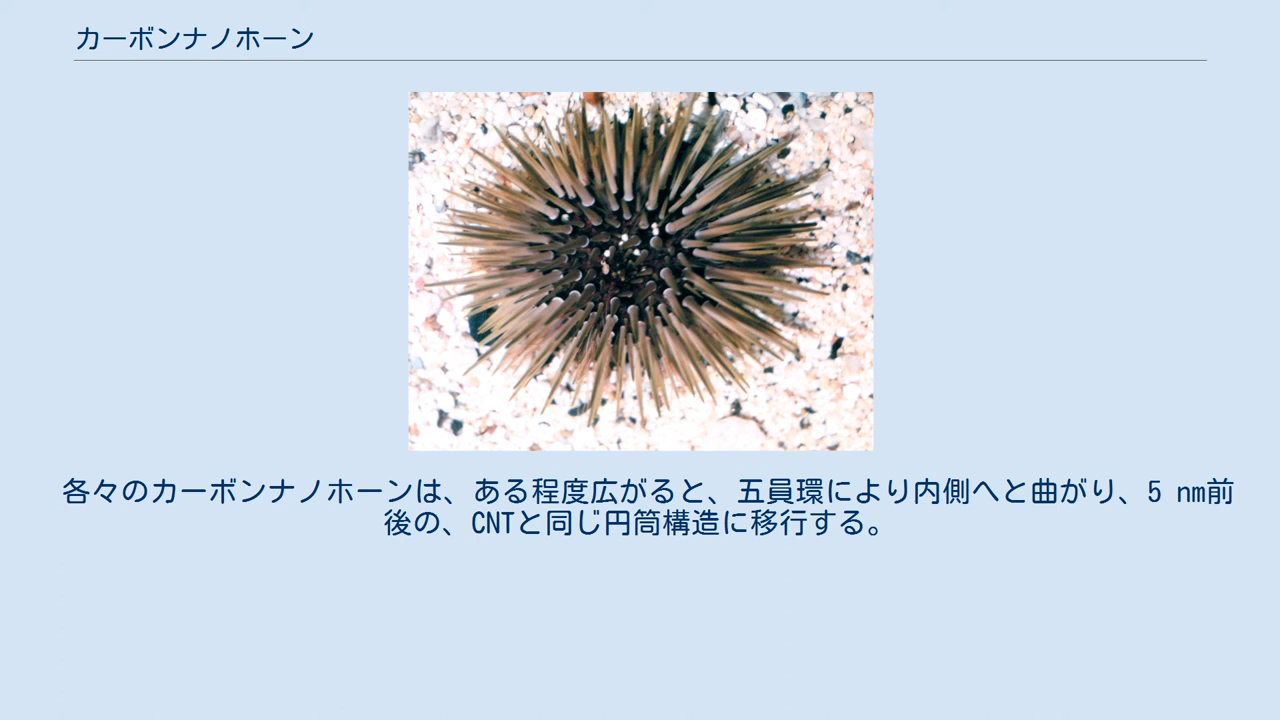 カーボンナノホーン
各々のカーボンナノホーンは、ある程度広がると、五員環により内側へと曲がり、5 nm前
後の、CNTと同じ円筒構造に移行する。